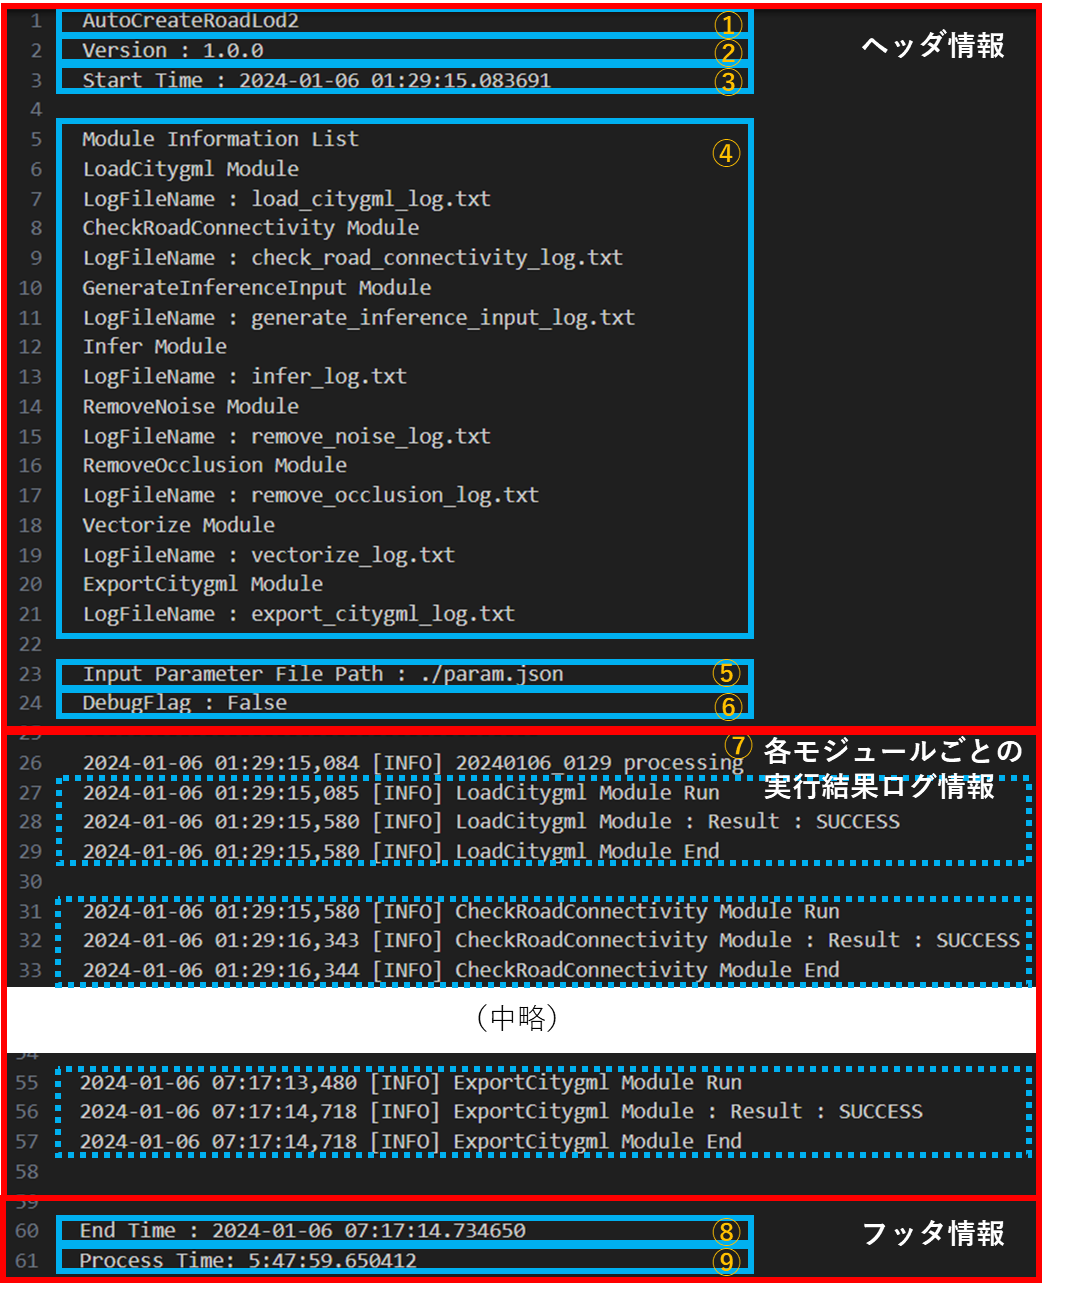 1 AutoCreateRoadLod2 ① ヘッダ情報
2 Version : 1.0.0 ②
3 Start Time : 2024-01-06 01:29:15.083691 ③
4
5 Module Information List ④
6 LoadCitygml Module
7 LogFileName : load_citygml_log.txt
8 CheckRoadConnectivity Module
9 LogFileName : check_road_connectivity_log.txt
10 GenerateInferenceInput Module
11 LogFileName : generate_inference_input_log.txt
12 Infer Module
13 LogFileName : infer_log.txt
14 RemoveNoise Module
15 LogFileName : remove_noise_log.txt
16 RemoveOcclusion Module
17 LogFileName : remove_occlusion_log.txt
18 Vectorize Module
19 LogFileName : vectorize_log.txt
20 ExportCitygml Module
21 LogFileName : export_citygml_log.txt
22
23 Input Parameter File Path : ./param.json ⑤
24 DebugFlag : False ⑥
25
⑦ 各モジュールごとの
実行結果ログ情報
26 2024-01-06 01:29:15,084 [INFO] 20240106_0129 processing
27 2024-01-06 01:29:15,085 [INFO] LoadCitygml Module Run
28 2024-01-06 01:29:15,580 [INFO] LoadCitygml Module : Result : SUCCESS
29 2024-01-06 01:29:15,580 [INFO] LoadCitygml Module End
30
31 2024-01-06 01:29:15,580 [INFO] CheckRoadConnectivity Module Run
32 2024-01-06 01:29:16,343 [INFO] CheckRoadConnectivity Module : Result : SUCCESS
33 2024-01-06 01:29:16,344 [INFO] CheckRoadConnectivity Module End
（中略）
54
55 2024-01-06 07:17:13,480 [INFO] ExportCitygml Module Run
56 2024-01-06 07:17:14,718 [INFO] ExportCitygml Module : Result : SUCCESS
57 2024-01-06 07:17:14,718 [INFO] ExportCitygml Module End
58
59
60 End Time : 2024-01-06 07:17:14.734650 ⑧ フッタ情報
61 Process Time: 5:47:59.650412 ⑨